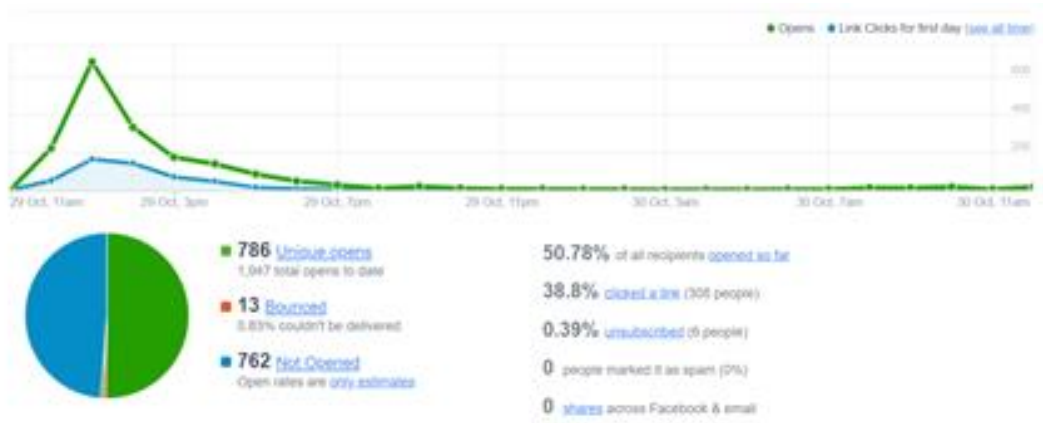 Opens Link Clicks for first day (see all time)
600
400
200
29 Oct, 11am 29 Oct, 3pm 29 Oct, 7pm 29 Oct, 11pm 30 Oct, 3am 30 Oct, 7am 30 Oct, 11am
786 Unique opens
1,947 total opens to date
13 Bounced
0.83% couldn't be delivered
762 Not Opened
Open rates are only estimates
50.78% of all recipients opened so far
38.8% clicked a link (305 people)
0.39% unsubscribed (6 people)
0 people marked it as spam (0%)
0 shares across Facebook & email